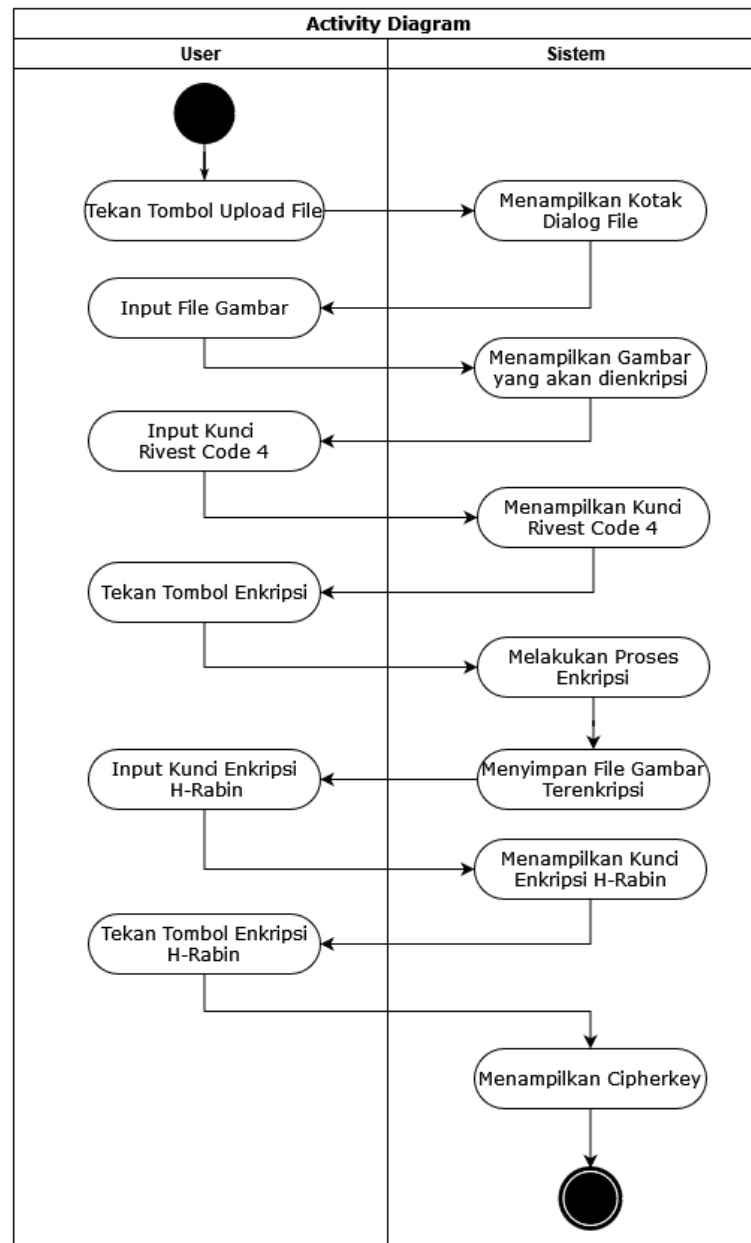 Activity Diagram
User
Sistem
Tekan Tombol Upload File
Menampilkan Kotak
Dialog File
Input File Gambar
Menampilkan Gambar
yang akan dienkripsi
Input Kunci
Rivest Code 4
Menampilkan Kunci
Rivest Code 4
Tekan Tombol Enkripsi
Melakukan Proses
Enkripsi
Menyimpan File Gambar
Terenkripsi
Input Kunci Enkripsi
H-Rabin
Menampilkan Kunci
Enkripsi H-Rabin
Tekan Tombol Enkripsi
H-Rabin
Menampilkan Cipherkey